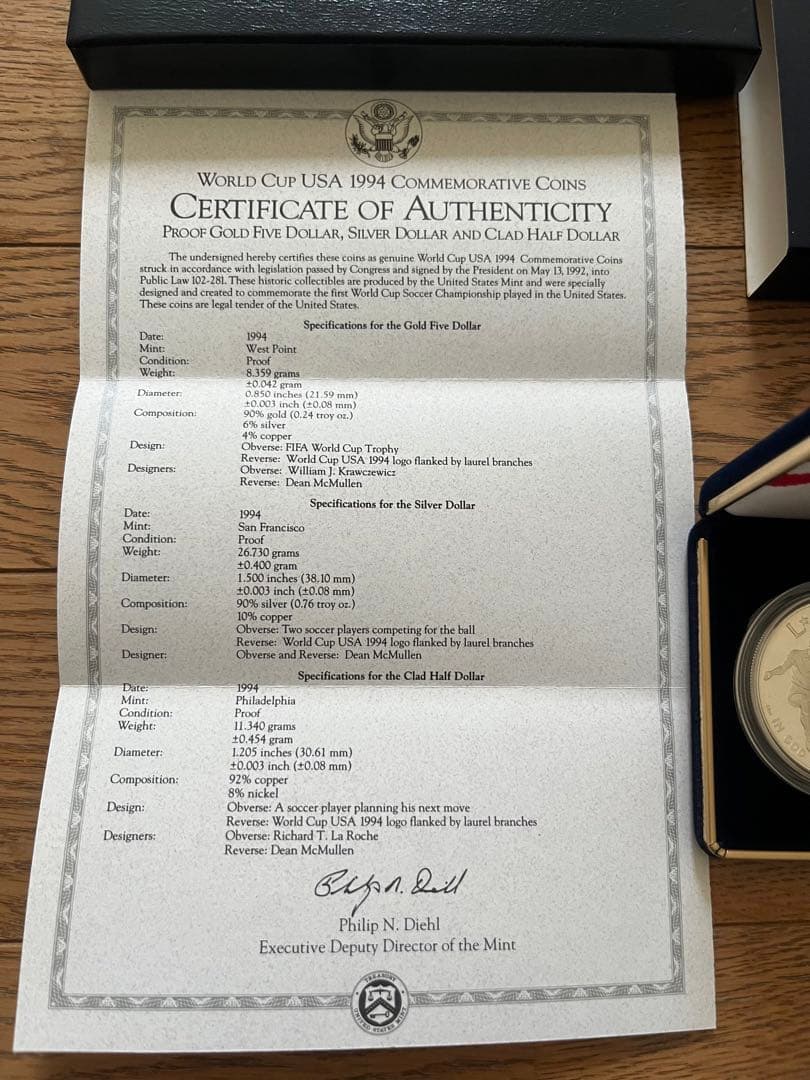 WORLD CUP USA 1994 COMMEMORATIVE COINS
CERTIFICATE OF AUTHENTICITY
PROOF GOLD FIVE DOLLAR, SILVER DOLLAR AND CLAD HALF DOLLAR
The undersigned hereby certifies these coins as genuine World Cup USA 1994 Commemorative Coins
struck in accordance with legislation passed by Congress and signed by the President on May 13, 1992, into
Public Law 102-281. These historic collectibles are produced by the United States Mint and were specially
designed and created to commemorate the first World Cup Soccer Championship played in the United States.
These coins are legal tender of the United States.
Specifications for the Gold Five Dollar
Date: 1994
Mint: West Point
Condition: Proof
Weight: 8.359 grams
±0.042 gram
Diameter: 0.850 inches (21.59 mm)
±0.003 inch (±0.08 mm)
Composition: 90% gold (0.24 troy oz.)
6% silver
4% copper
Design: Obverse: FIFA World Cup Trophy
Reverse: World Cup USA 1994 logo flanked by laurel branches
Designers: Obverse: William J. Krawczewicz
Reverse: Dean McMullen
Specifications for the Silver Dollar
Date: 1994
Mint: San Francisco
Condition: Proof
Weight: 26.730 grams
±0.400 gram
Diameter: 1.500 inches (38.10 mm)
±0.003 inch (±0.08 mm)
Composition: 90% silver (0.76 troy oz.)
10% copper
Design: Obverse: Two soccer players competing for the ball
Reverse: World Cup USA 1994 logo flanked by laurel branches
Designer: Obverse and Reverse: Dean McMullen
Specifications for the Clad Half Dollar
Date: 1994
Mint: Philadelphia
Condition: Proof
Weight: 11.340 grams
±0.454 gram
Diameter: 1.205 inches (30.61 mm)
±0.003 inch (±0.08 mm)
Composition: 92% copper
8% nickel
Design: Obverse: A soccer player planning his next move
Reverse: World Cup USA 1994 logo flanked by laurel branches
Designers: Obverse: Richard T. La Roche
Reverse: Dean McMullen
Philip N. Diehl
Philip N. Diehl
Executive Deputy Director of the Mint
TREASURY
UNITED STATES MINT
LI
IN GOD